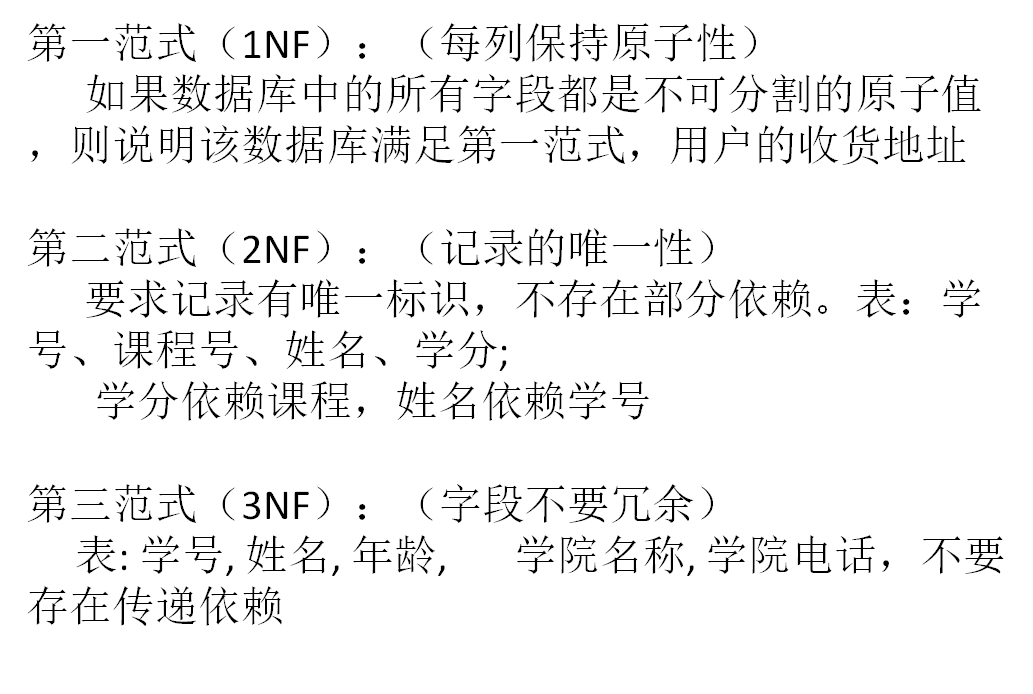 第一范式（1NF）：（每列保持原子性）
如果数据库中的所有字段都是不可分割的原子值
，则说明该数据库满足第一范式，用户的收货地址
第二范式（2NF）：（记录的唯一性）
要求记录有唯一标识，不存在部分依赖。表：学
号、课程号、姓名、学分;
学分依赖课程，姓名依赖学号
第三范式（3NF）：（字段不要冗余）
表: 学号, 姓名, 年龄, 学院名称, 学院电话，不要
存在传递依赖